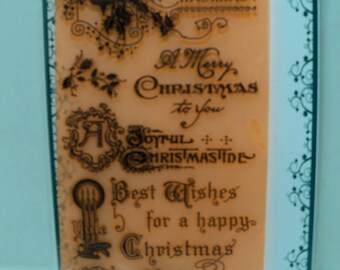 A Merry
Christmas
to You
A Joyful
Christmastide
Best Wishes
for a happy
Christmas